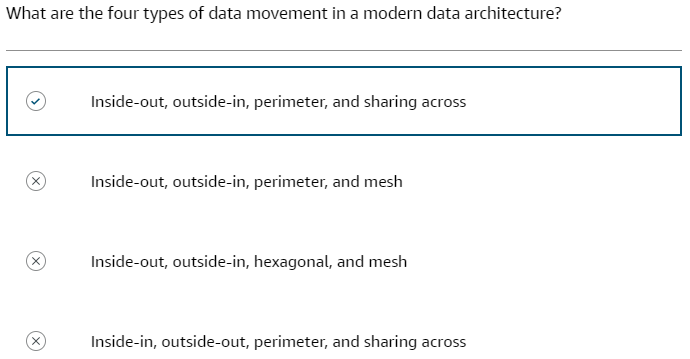 What are the four types of data movement in a modern data architecture?
Inside-out, outside-in, perimeter, and sharing across
Inside-out, outside-in, perimeter, and mesh
Inside-out, outside-in, hexagonal, and mesh
Inside-in, outside-out, perimeter, and sharing across